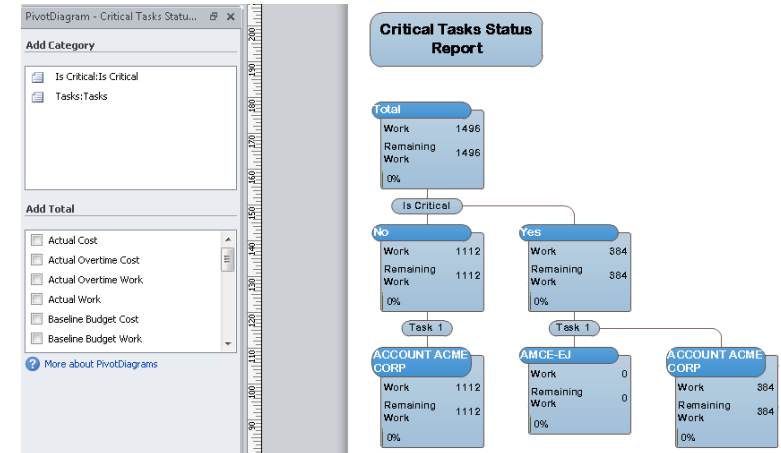 PivotDiagram - Critical Tasks Statu...
Add Category
Is Critical:Is Critical
Tasks:Tasks
Add Total
Actual Cost
Actual Overtime Cost
Actual Overtime Work
Actual Work
Baseline Budget Cost
Baseline Budget Work
More about PivotDiagrams
200
190
180
170
160
150
140
130
120
110
100
90
Critical Tasks Status
Report
Total
Work 1496
Remaining
Work 1496
0%
Is Critical
No
Work 1112
Remaining
Work 1112
0%
Yes
Work 384
Remaining
Work 384
0%
Task 1
Task 1
ACCOUNT ACME
CORP
Work 1112
Remaining
Work 1112
0%
AMCE-EJ
Work 0
Remaining
Work 0
0%
ACCOUNT ACME
CORP
Work 384
Remaining
Work 384
0%